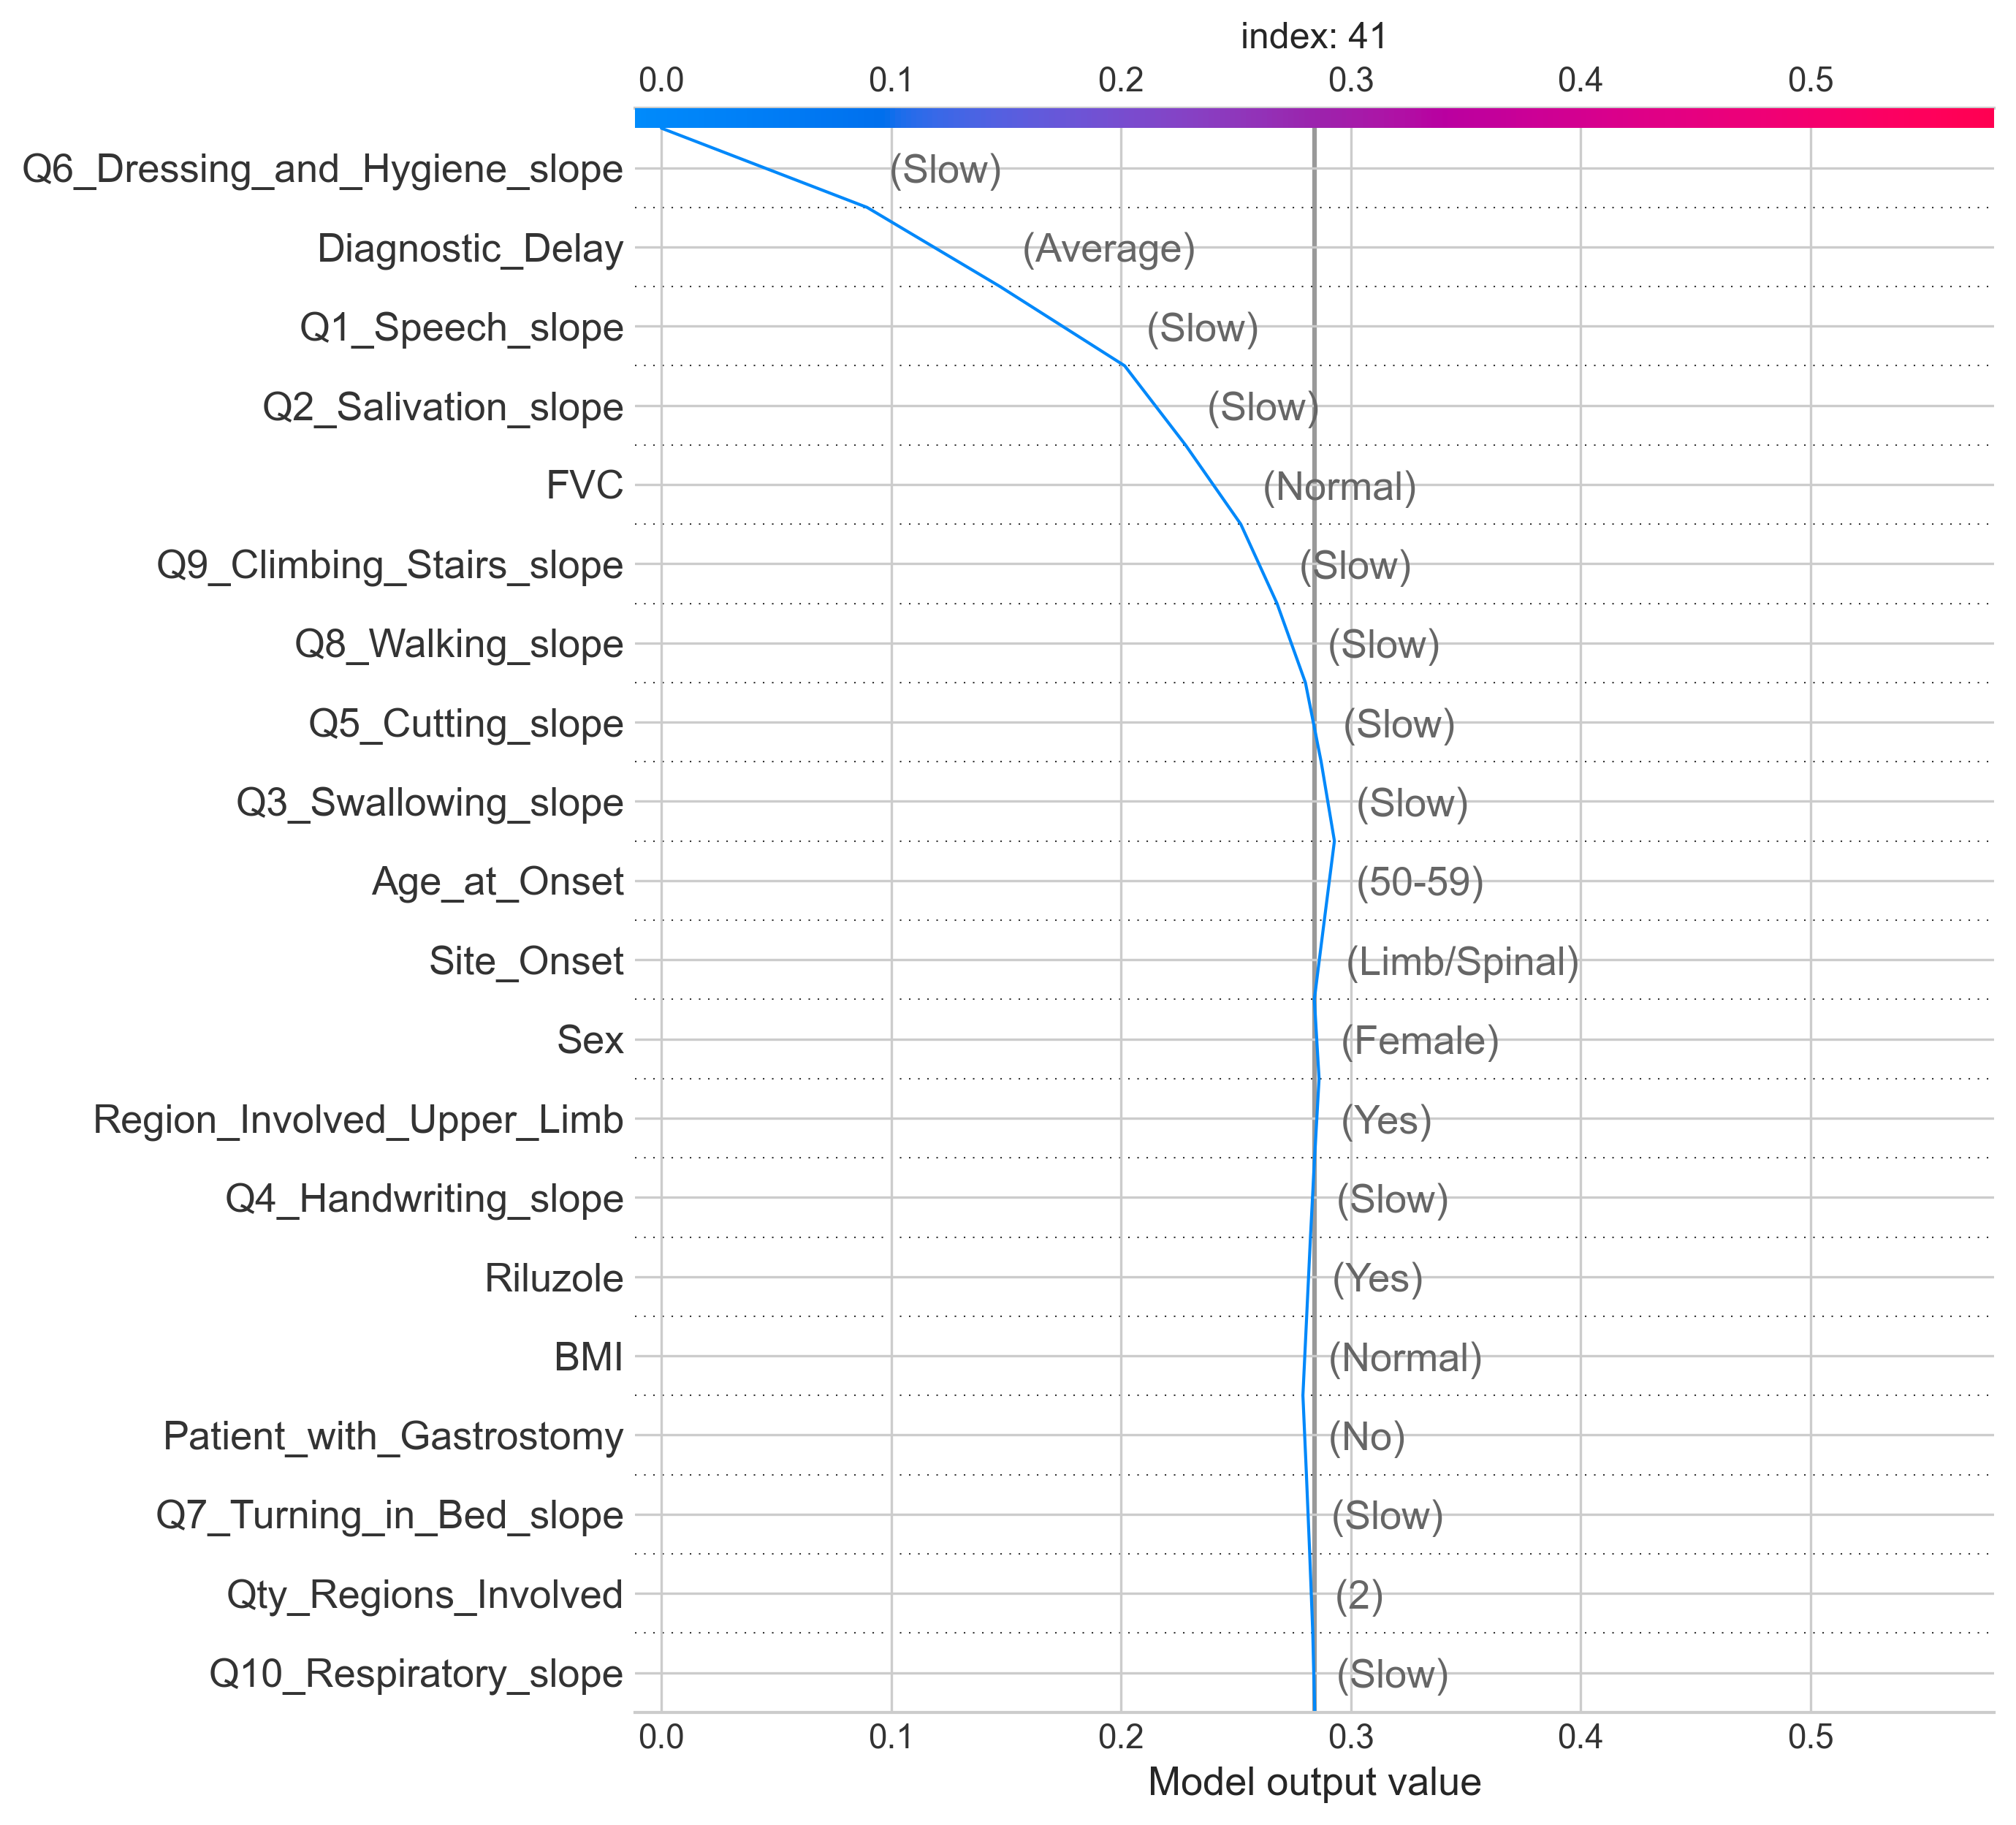 index: 41
0.0 0.1 0.2 0.3 0.4 0.5
Q6_Dressing_and_Hygiene_slope (Slow)
Diagnostic_Delay (Average)
Q1_Speech_slope (Slow)
Q2_Salivation_slope (Slow)
FVC (Normal)
Q9_Climbing_Stairs_slope (Slow)
Q8_Walking_slope (Slow)
Q5_Cutting_slope (Slow)
Q3_Swallowing_slope (Slow)
Age_at_Onset (50-59)
Site_Onset (Limb/Spinal)
Sex (Female)
Region_Involved_Upper_Limb (Yes)
Q4_Handwriting_slope (Slow)
Riluzole (Yes)
BMI (Normal)
Patient_with_Gastrostomy (No)
Q7_Turning_in_Bed_slope (Slow)
Qty_Regions_Involved (2)
Q10_Respiratory_slope (Slow)
0.0 0.1 0.2 0.3 0.4 0.5
Model output value